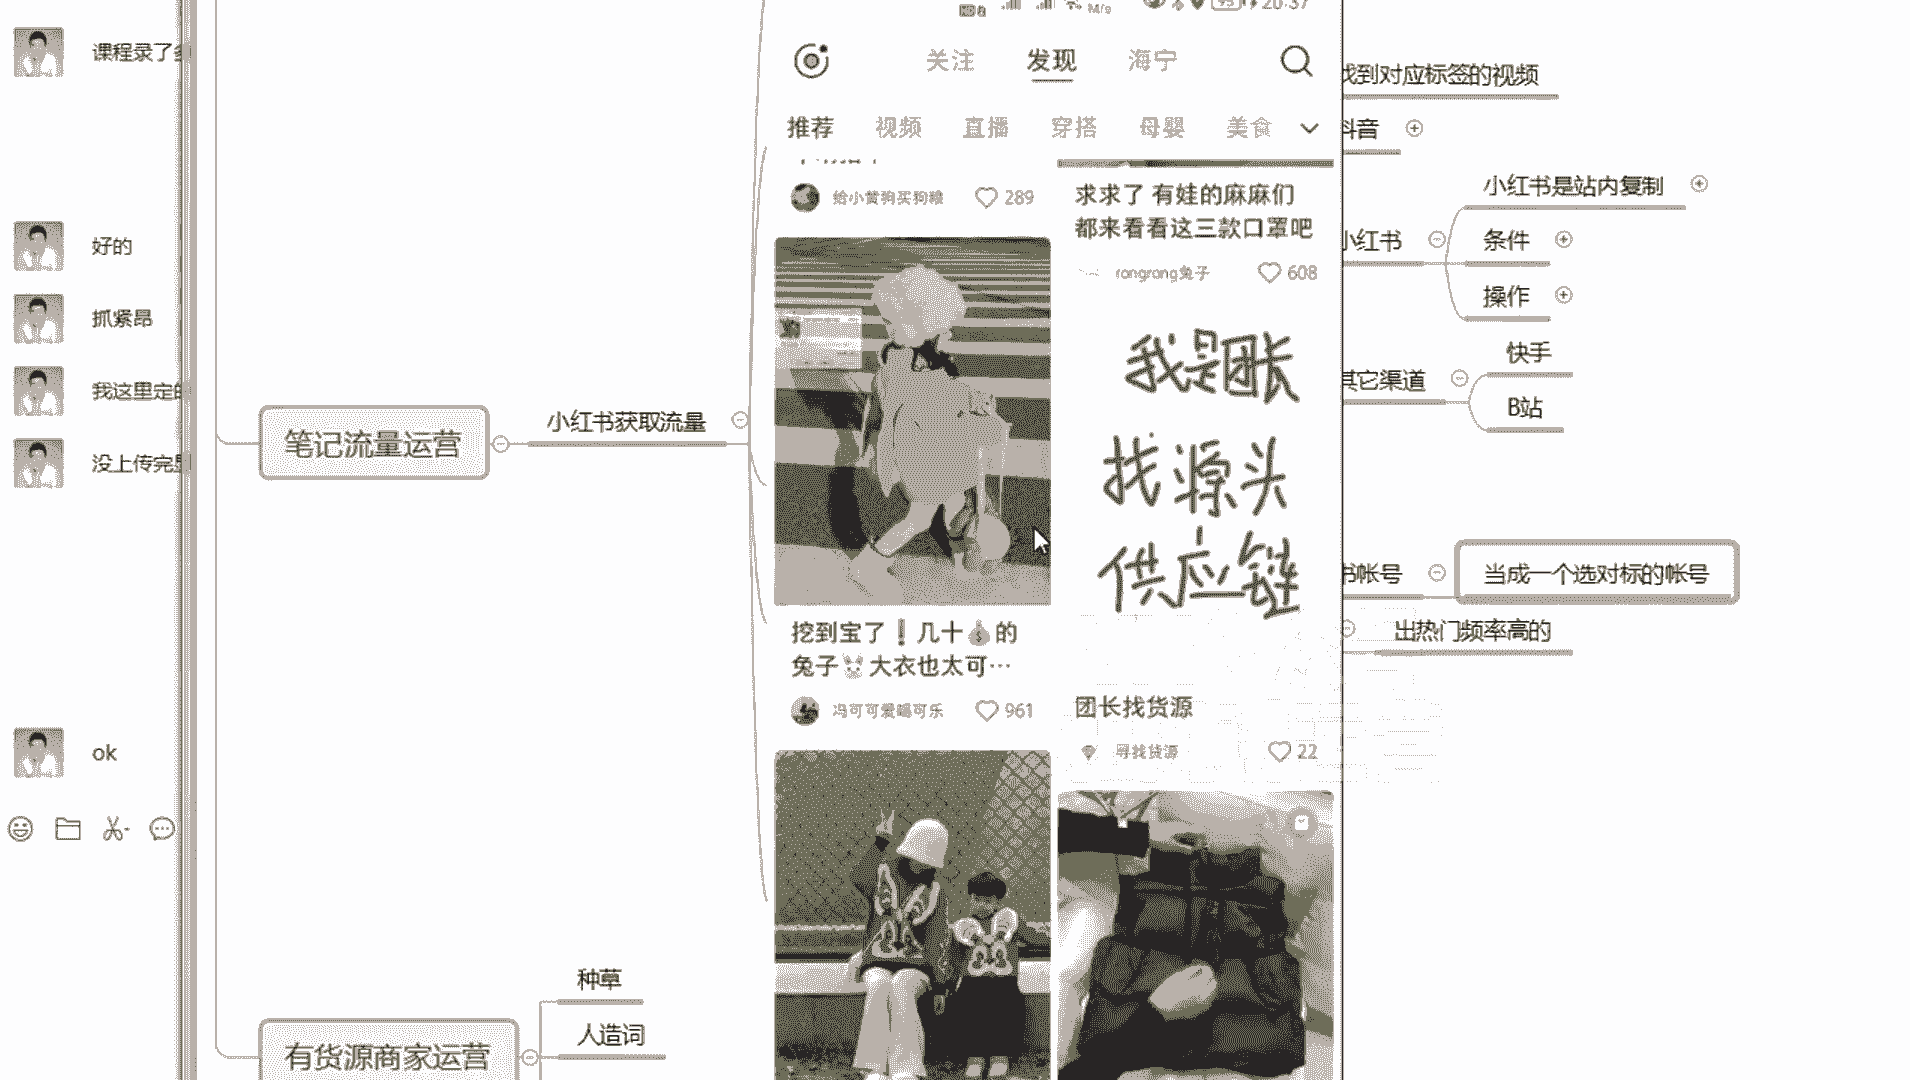 课程录了
好的
抓紧昂
我这里定的
没上传完
ok
笔记流量运营
小红书获取流量
有货源商家运营
种草
人造词
20:37
关注 发现 海宁
推荐 视频 直播 穿搭 母婴 美食
给小黄狗买狗粮 289
挖到宝了❗几十💰的
兔子🐰大衣也太可…
冯可可爱喝可乐 961
求求了 有娃的麻麻们
都来看看这三款口罩吧
rongrong兔子 608
我是团长
找源头
供应链
团长找货源
寻找货源 22
找到对应标签的视频
抖音
小红书
小红书是站内复制
条件
操作
其它渠道
快手
B站
书帐号
当成一个选对标的帐号
出热门频率高的